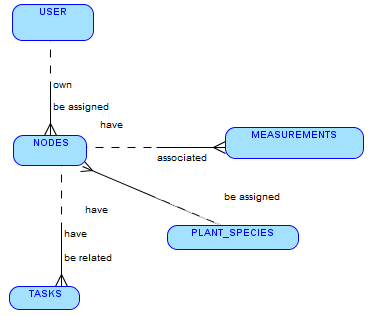 USER
own
be assigned
have
NODES
MEASUREMENTS
associated
be assigned
have
PLANT_SPECIES
have
be related
TASKS